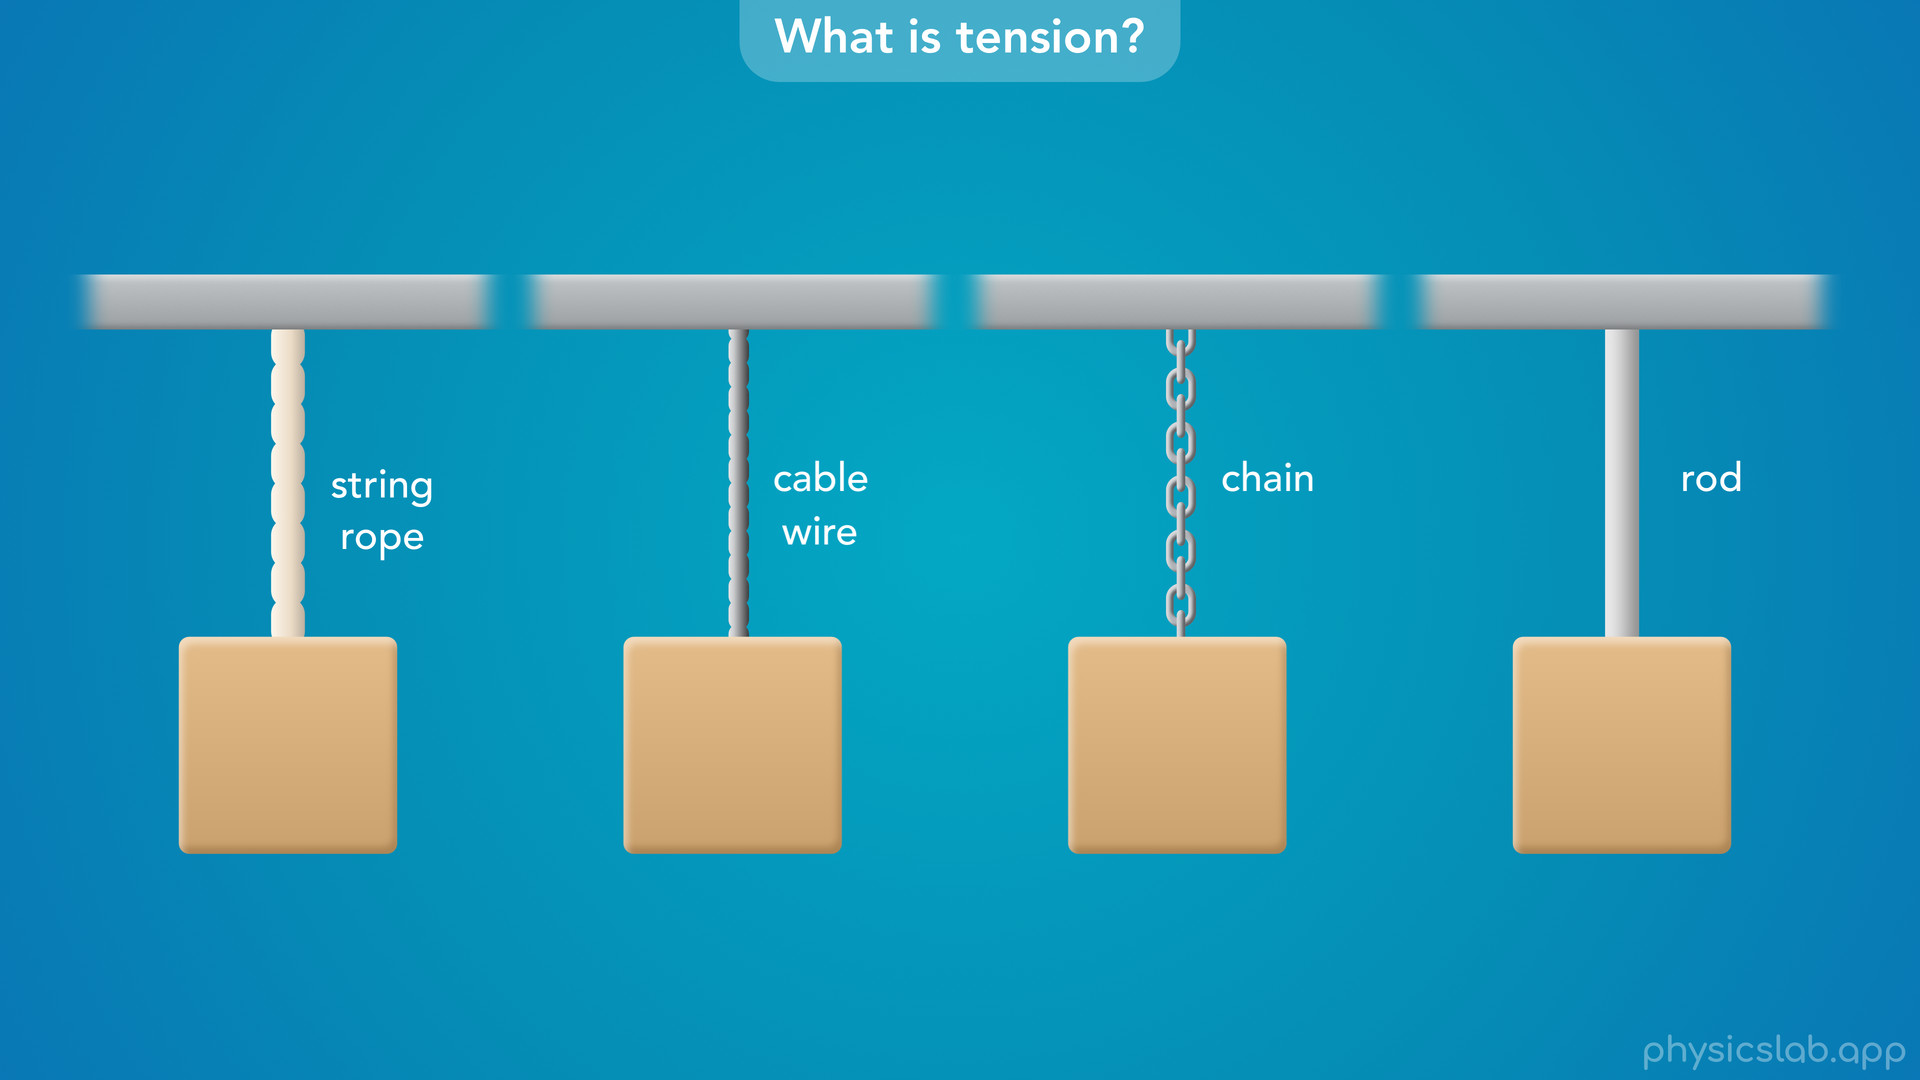 What is tension?
string
rope
cable
wire
chain
rod
physicslab.app